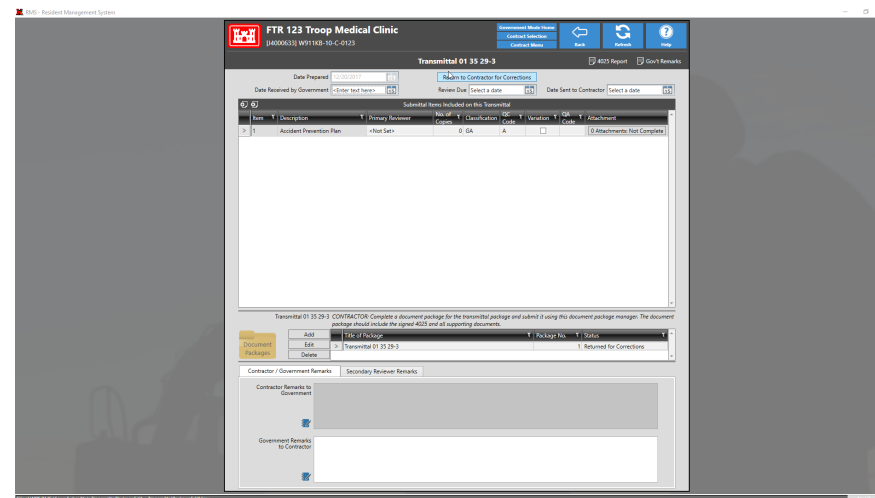 RMS - Resident Management System
FTR 123 Troop Medical Clinic
[J4000633] W911KB-10-C-0123
Government Mode Home
Contract Selection
Contract Menu
Back
Refresh
Help
Transmittal 01 35 29-3
4025 Report
Gov't Remarks
Date Prepared 12/20/2017
Return to Contractor for Corrections
Date Received by Government <Enter text here> Review Due Select a date Date Sent to Contractor Select a date
Submittal Items Included on this Transmittal
Item Description Primary Reviewer No. of Copies Classification QC Code Variation QA Code Attachment
1 Accident Prevention Plan <Not Set> 0 GA A 0 Attachments: Not Complete
Transmittal 01 35 29-3 CONTRACTOR: Complete a document package for the transmittal package and submit it using this document package manager. The document
package should include the signed 4025 and all supporting documents.
Document Packages
Add
Edit
Delete
Title of Package Package No. Status
Transmittal 01 35 29-3 1 Returned for Corrections
Contractor / Government Remarks Secondary Reviewer Remarks
Contractor Remarks to
Government
Government Remarks
to Contractor